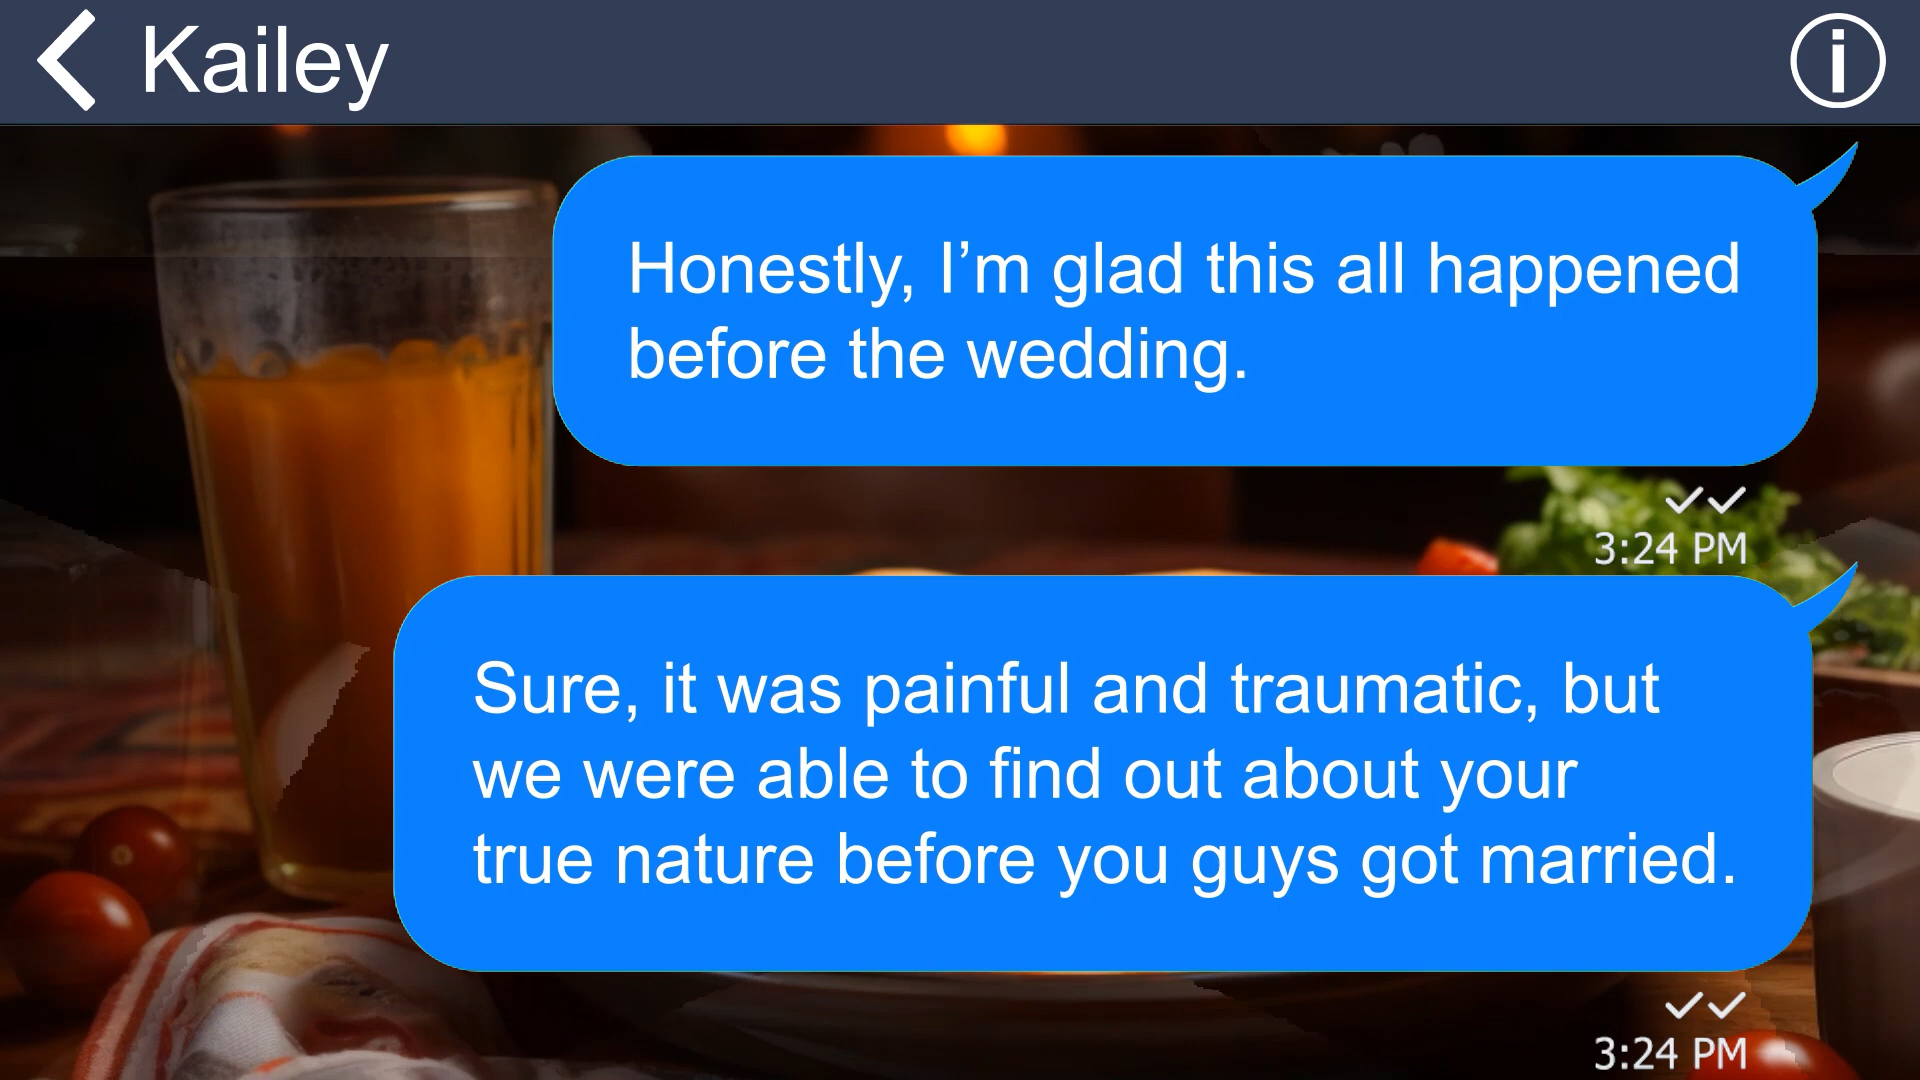 Kailey
Honestly, I’m glad this all happened
before the wedding.
3:24 PM
Sure, it was painful and traumatic, but
we were able to find out about your
true nature before you guys got married.
3:24 PM